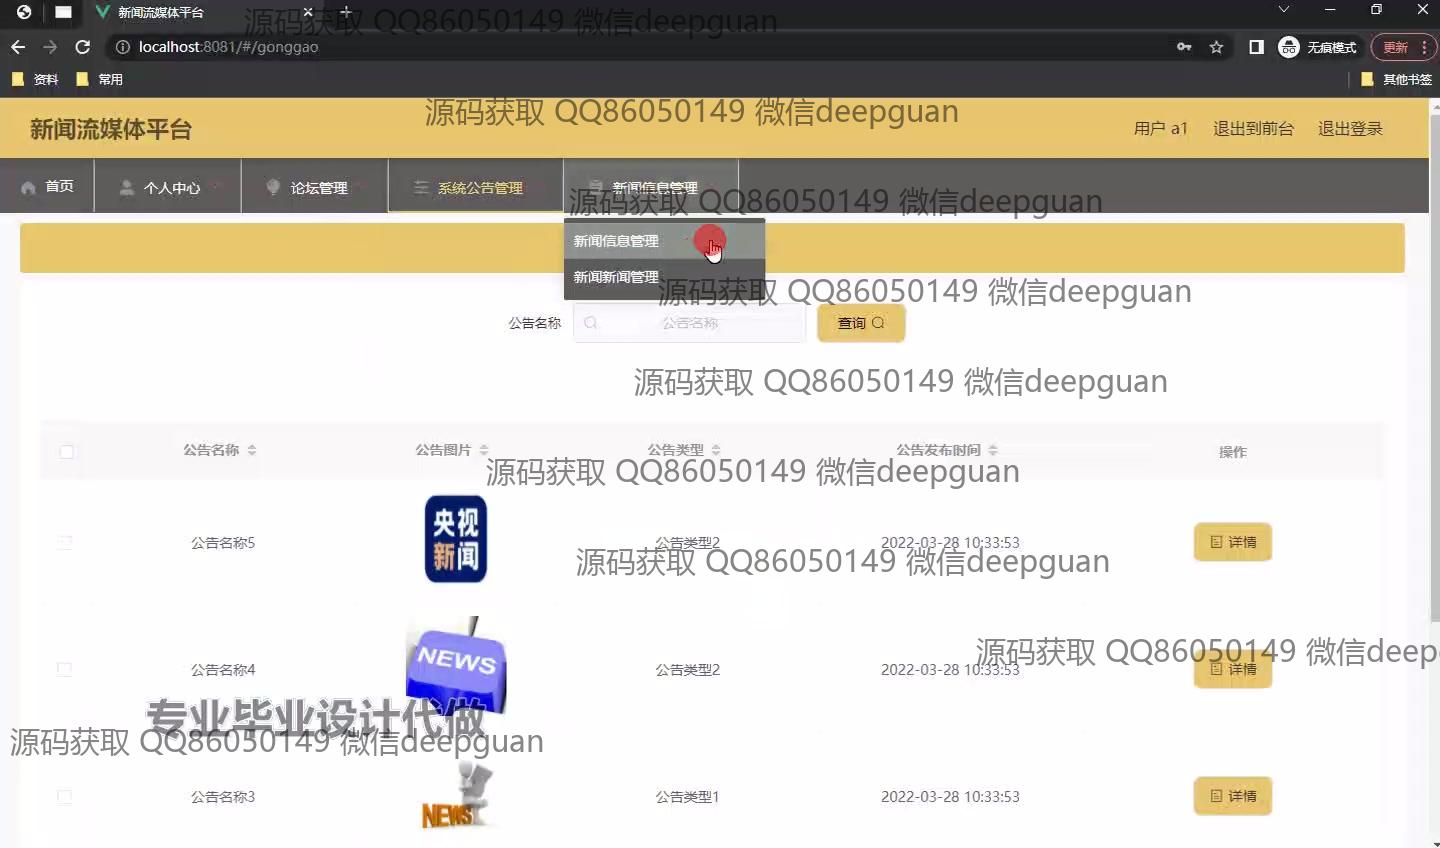 新闻流媒体平台
源码获取 QQ86050149 微信deepguan
localhost:8081/#/gonggao
无痕模式
更新
资料
常用
其他书签
源码获取 QQ86050149 微信deepguan
新闻流媒体平台
用户 a1
退出到前台
退出登录
首页
个人中心
论坛管理
系统公告管理
新闻信息管理
源码获取 QQ86050149 微信deepguan
新闻信息管理
新闻新闻管理
源码获取 QQ86050149 微信deepguan
公告名称
公告名称
查询
源码获取 QQ86050149 微信deepguan
公告名称
公告图片
公告类型
公告发布时间
操作
源码获取 QQ86050149 微信deepguan
公告名称5
央视
新闻
公告类型2
2022-03-28 10:33:53
详情
源码获取 QQ86050149 微信deepguan
公告名称4
NEWS
公告类型2
2022-03-28 10:33:53
详情
源码获取 QQ86050149 微信deep
专业毕业设计代做
源码获取 QQ86050149 微信deepguan
公告名称3
NEWS
公告类型1
2022-03-28 10:33:53
详情